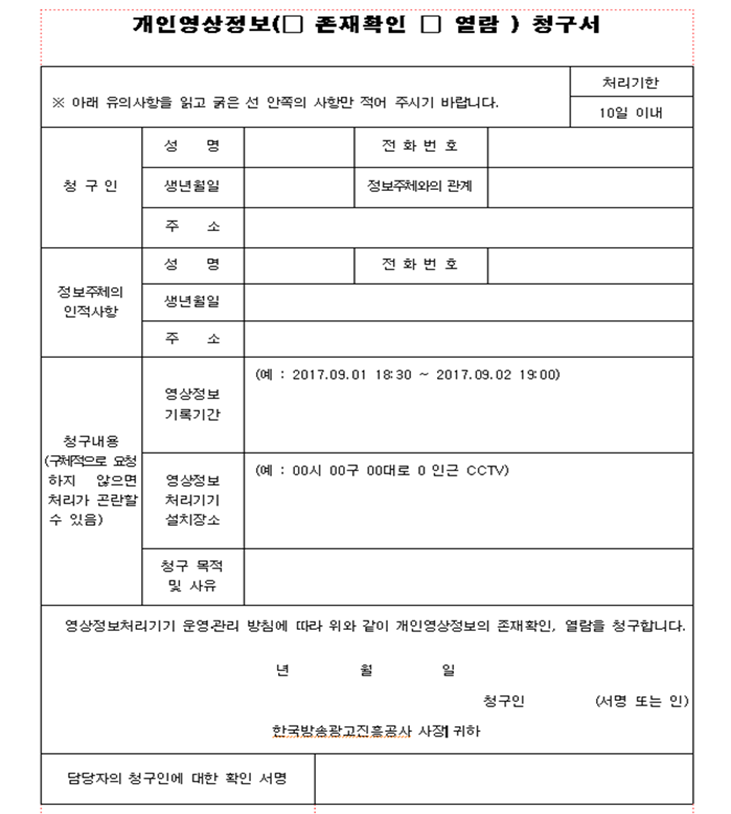 개인영상정보(□ 존재확인 □ 열람 ) 청구서
※ 아래 유의사항을 읽고 굵은 선 안쪽의 사항만 적어 주시기 바랍니다.
처리기한
10일 이내
청 구 인
성 명
전 화 번 호
생년월일
정보주체와의 관계
주 소
정보주체의
인적사항
성 명
전 화 번 호
생년월일
주 소
청구내용
(구체적으로 요청
하지 않으면
처리가 곤란할
수 있음)
영상정보
기록기간
(예 : 2017.09.01 18:30 ~ 2017.09.02 19:00)
영상정보
처리기기
설치장소
(예 : 00시 00구 00대로 0 인근 CCTV)
청구 목적
및 사유
영상정보처리기기 운영·관리 방침에 따라 위와 같이 개인영상정보의 존재확인, 열람을 청구합니다.
년 월 일
청구인 (서명 또는 인)
한국방송광고진흥공사 사장 귀하
담당자의 청구인에 대한 확인 서명